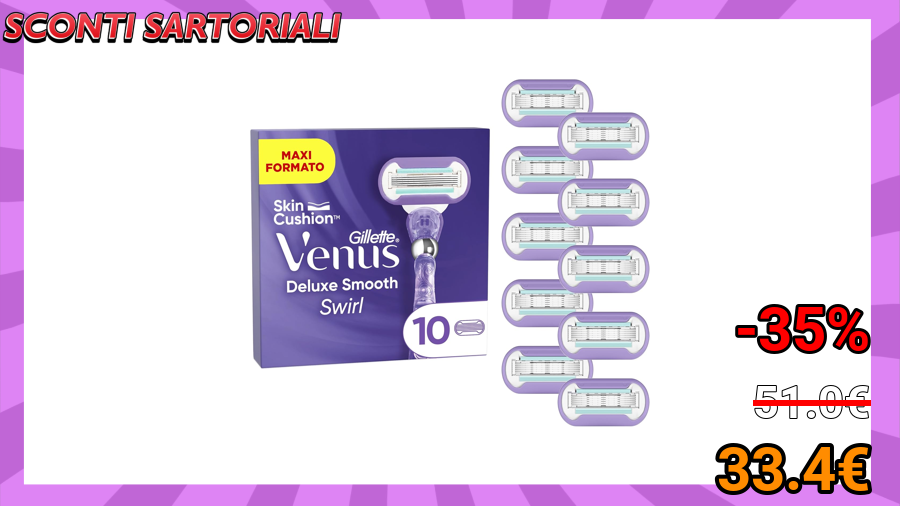 SCONTI SARTORIALI
MAXI
FORMATO
Skin
Cushion™
Gillette®
Venus
Deluxe Smooth
Swirl
10
-35%
51.0€
33.4€